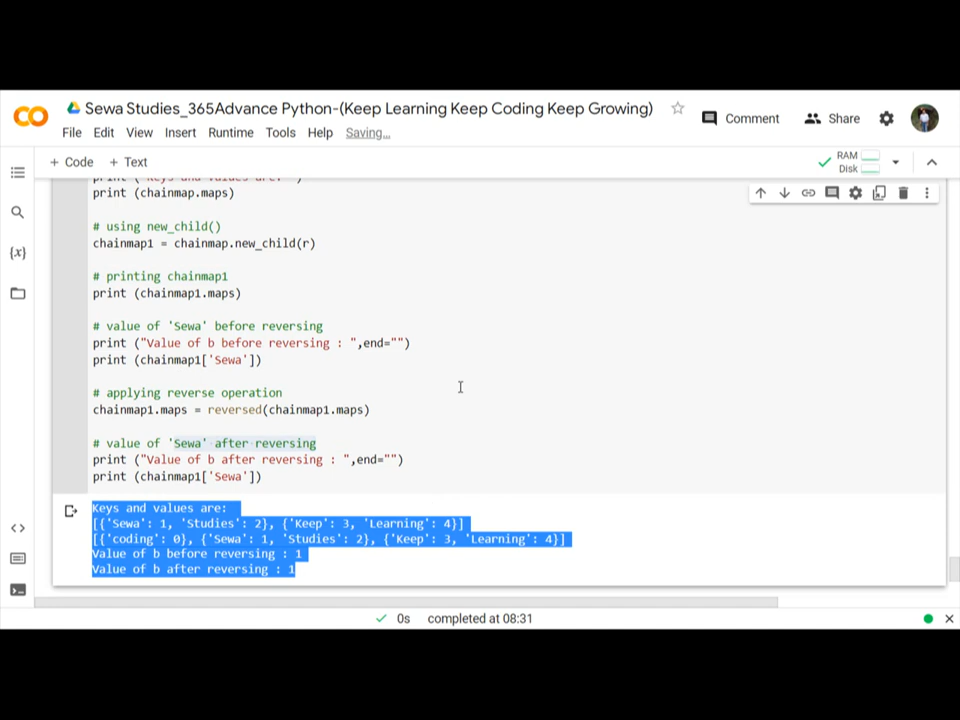 Sewa Studies_365Advance Python-(Keep Learning Keep Coding Keep Growing)
Comment
Share
File Edit View Insert Runtime Tools Help Saving...
+ Code + Text
RAM
Disk
print ("Keys and values are: ")
print (chainmap.maps)
# using new_child()
chainmap1 = chainmap.new_child(r)
# printing chainmap1
print (chainmap1.maps)
# value of 'Sewa' before reversing
print ("Value of b before reversing : ",end="")
print (chainmap1['Sewa'])
# applying reverse operation
chainmap1.maps = reversed(chainmap1.maps)
# value of 'Sewa' after reversing
print ("Value of b after reversing : ",end="")
print (chainmap1['Sewa'])
Keys and values are:
[{'Sewa': 1, 'Studies': 2}, {'Keep': 3, 'Learning': 4}]
[{'coding': 0}, {'Sewa': 1, 'Studies': 2}, {'Keep': 3, 'Learning': 4}]
Value of b before reversing : 1
Value of b after reversing : 1
0s completed at 08:31